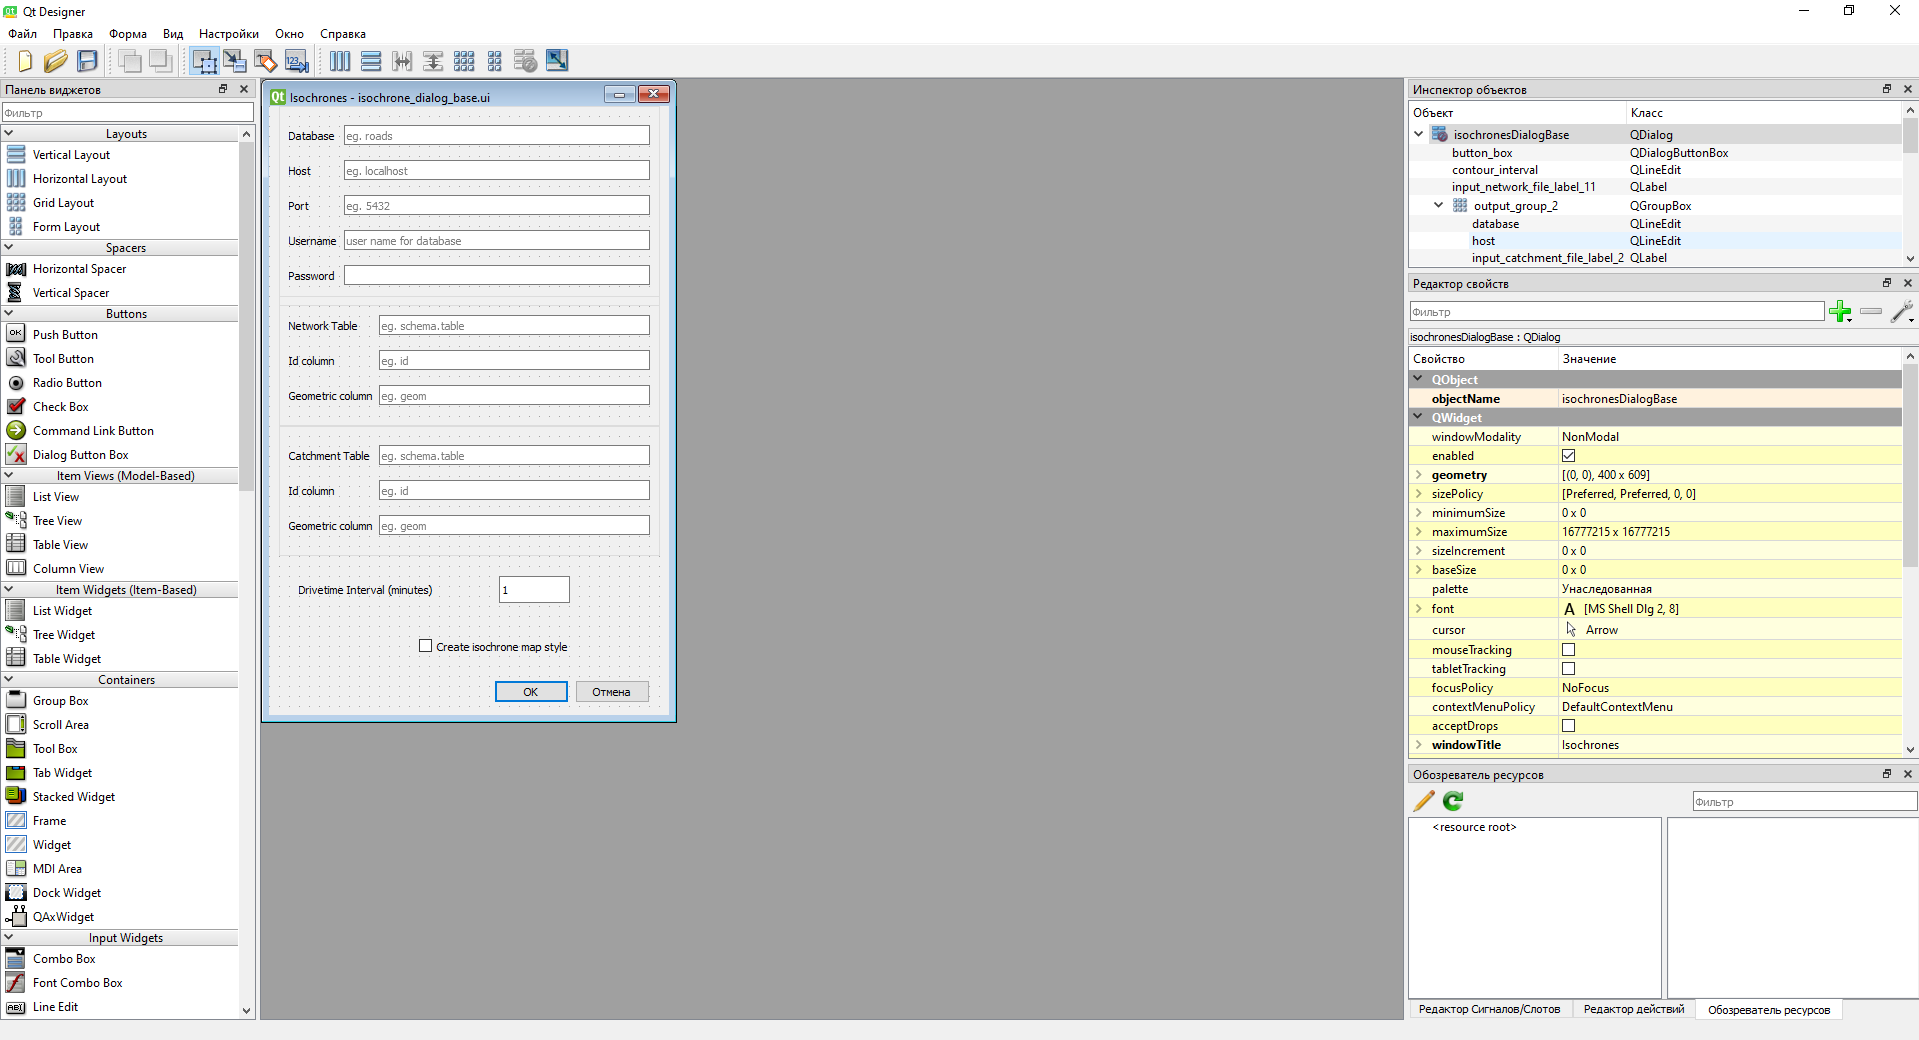 Qt Designer
Файл Правка Форма Вид Настройки Окно Справка
Панель виджетов
Фильтр
Layouts
Vertical Layout
Horizontal Layout
Grid Layout
Form Layout
Spacers
Horizontal Spacer
Vertical Spacer
Buttons
Push Button
Tool Button
Radio Button
Check Box
Command Link Button
Dialog Button Box
Item Views (Model-Based)
List View
Tree View
Table View
Column View
Item Widgets (Item-Based)
List Widget
Tree Widget
Table Widget
Containers
Group Box
Scroll Area
Tool Box
Tab Widget
Stacked Widget
Frame
Widget
MDI Area
Dock Widget
QAxWidget
Input Widgets
Combo Box
Font Combo Box
Line Edit
Isochrones - isochrone_dialog_base.ui
Database eg. roads
Host eg. localhost
Port eg. 5432
Username user name for database
Password
Network Table eg. schema.table
Id column eg. id
Geometric column eg. geom
Catchment Table eg. schema.table
Id column eg. id
Geometric column eg. geom
Drivetime Interval (minutes) 1
Create isochrone map style
OK Отмена
Инспектор объектов
Объект Класс
isochronesDialogBase QDialog
button_box QDialogButtonBox
contour_interval QLineEdit
input_network_file_label_11 QLabel
output_group_2 QGroupBox
database QLineEdit
host QLineEdit
input_catchment_file_label_2 QLabel
Редактор свойств
Фильтр
isochronesDialogBase : QDialog
Свойство Значение
QObject
objectName isochronesDialogBase
QWidget
windowModality NonModal
enabled
geometry [(0, 0), 400 x 609]
sizePolicy [Preferred, Preferred, 0, 0]
minimumSize 0 x 0
maximumSize 16777215 x 16777215
sizeIncrement 0 x 0
baseSize 0 x 0
palette Унаследованная
font A [MS Shell Dlg 2, 8]
cursor Arrow
mouseTracking
tabletTracking
focusPolicy NoFocus
contextMenuPolicy DefaultContextMenu
acceptDrops
windowTitle Isochrones
Обозреватель ресурсов
Фильтр
<resource root>
Редактор Сигналов/Слотов Редактор действий Обозреватель ресурсов